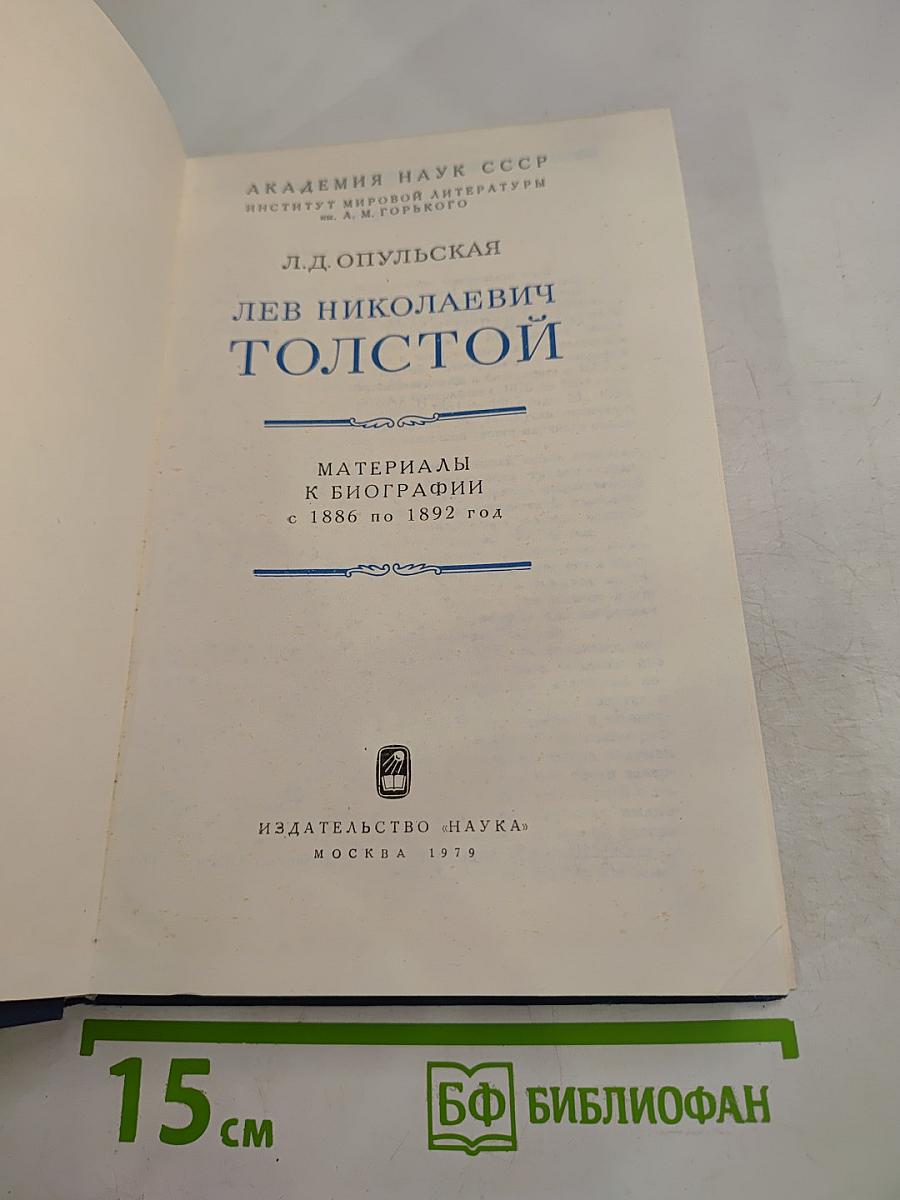 АКАДЕМИЯ НАУК СССР
ИНСТИТУТ МИРОВОЙ ЛИТЕРАТУРЫ
им. А. М. ГОРЬКОГО
Л.Д. ОПУЛЬСКАЯ
ЛЕВ НИКОЛАЕВИЧ
ТОЛСТОЙ
МАТЕРИАЛЫ
К БИОГРАФИИ
с 1886 по 1892 год
ИЗДАТЕЛЬСТВО «НАУКА»
МОСКВА 1979
15 см
БФ БИБЛИОФАН